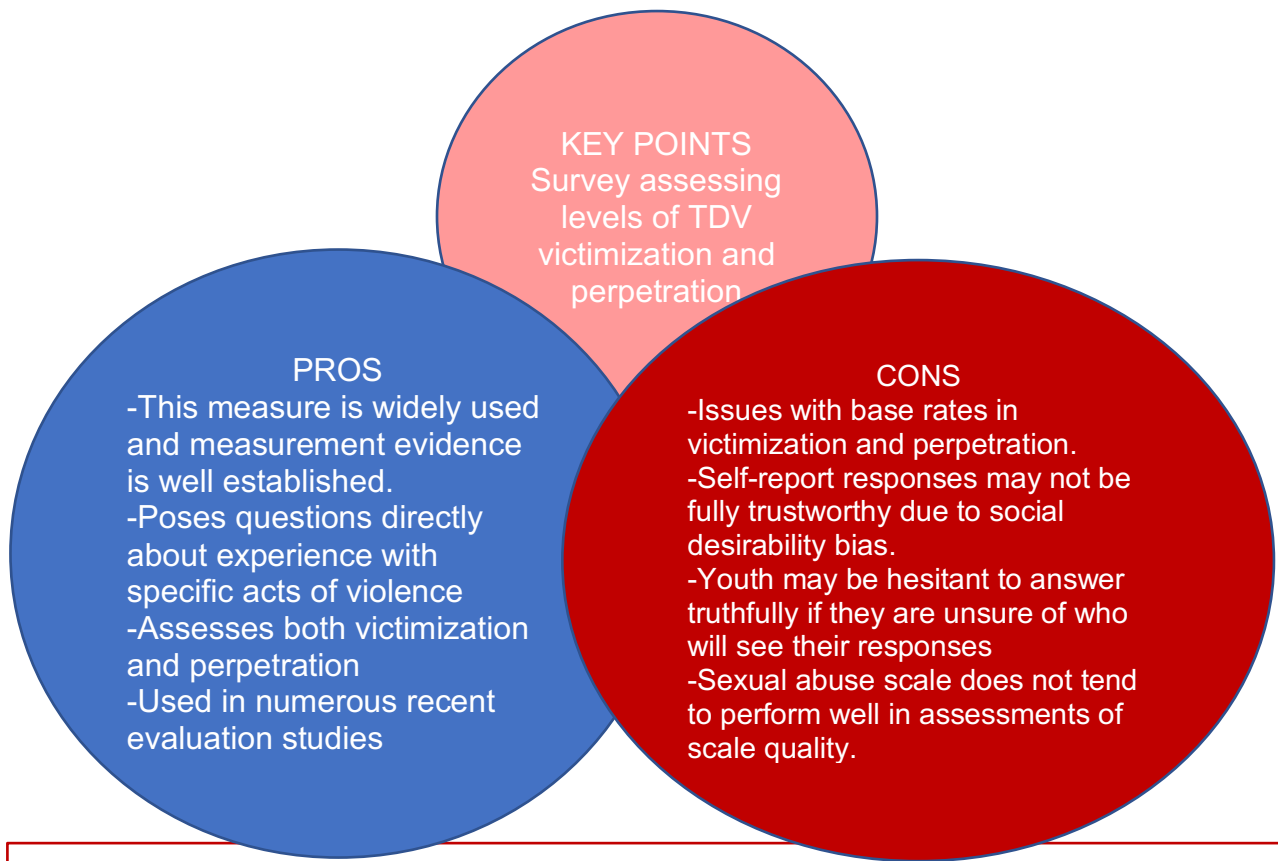 KEY POINTS
Survey assessing
levels of TDV
victimization and
perpetration
PROS
-This measure is widely used
and measurement evidence
is well established.
-Poses questions directly
about experience with
specific acts of violence
-Assesses both victimization
and perpetration
-Used in numerous recent
evaluation studies
CONS
-Issues with base rates in
victimization and perpetration.
-Self-report responses may not be
fully trustworthy due to social
desirability bias.
-Youth may be hesitant to answer
truthfully if they are unsure of who
will see their responses
-Sexual abuse scale does not tend
to perform well in assessments of
scale quality.